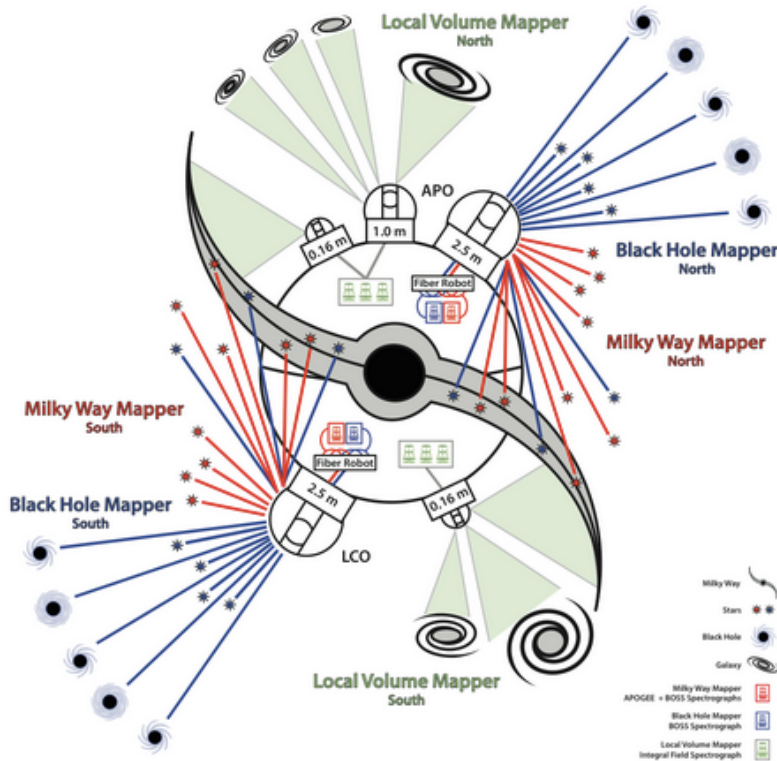 Local Volume Mapper
North
APO
0.16 m
1.0 m
2.5 m
Fiber Robot
Black Hole Mapper
North
Milky Way Mapper
North
Milky Way Mapper
South
Black Hole Mapper
South
Fiber Robot
2.5 m
0.16 m
LCO
Local Volume Mapper
South
Milky Way
Stars
Black Hole
Galaxy
Milky Way Mapper
APOGEE + BOSS Spectrographs
Black Hole Mapper
BOSS Spectrograph
Local Volume Mapper
Integral Field Spectrograph